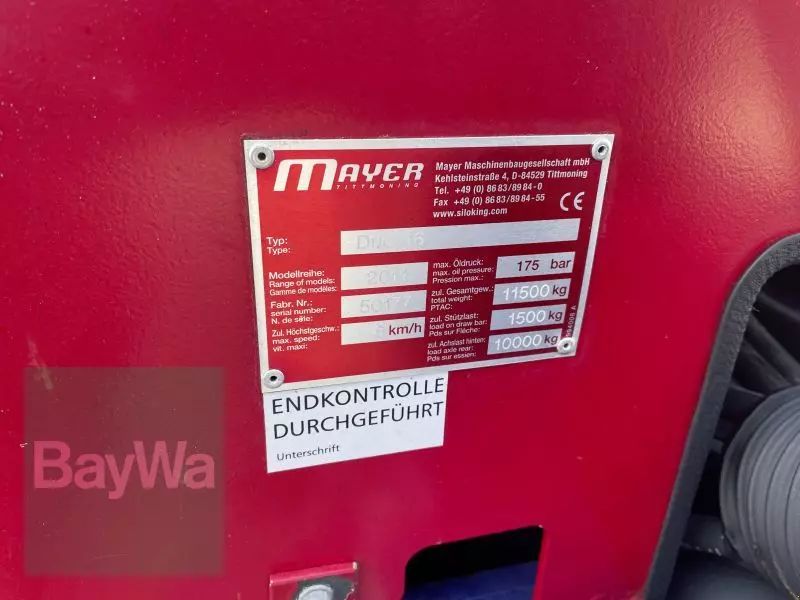 MAYER
TITTMONING
Mayer Maschinenbaugesellschaft mbH
Kehlsteinstraße 4, D-84529 Tittmoning
Tel. +49 (0) 86 83/89 84-0
Fax +49 (0) 86 83/89 84-55
www.siloking.com
CE
Typ:
Type:
Modellreihe:
Range of models:
Gamme de modèles:
Fabr. Nr.:
serial number:
N. de série:
50177
Zul. Höchstgeschw.:
max. speed:
vit. maxi:
km/h
max. Öldruck:
max. oil pressure:
Pression max.:
175 bar
zul. Gesamtgew.:
total weight:
PTAC:
11500 kg
zul. Stützlast:
load on draw bar:
Pds sur Flèche:
1500 kg
zul. Achslast hinten:
load axle rear:
Pds sur essien:
10000 kg
ENDKONTROLLE
DURCHGEFÜHRT
Unterschrift
BayWa